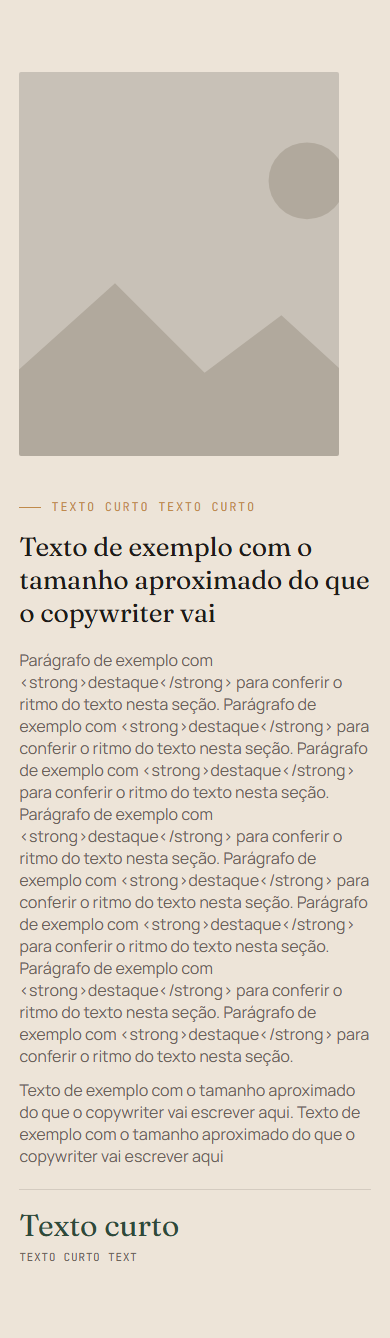 TEXTO CURTO TEXTO CURTO
Texto de exemplo com o
tamanho aproximado do que
o copywriter vai
Parágrafo de exemplo com
<strong>destaque</strong> para conferir o
ritmo do texto nesta seção. Parágrafo de
exemplo com <strong>destaque</strong> para
conferir o ritmo do texto nesta seção. Parágrafo
de exemplo com <strong>destaque</strong>
para conferir o ritmo do texto nesta seção.
Parágrafo de exemplo com
<strong>destaque</strong> para conferir o
ritmo do texto nesta seção. Parágrafo de
exemplo com <strong>destaque</strong> para
conferir o ritmo do texto nesta seção. Parágrafo
de exemplo com <strong>destaque</strong>
para conferir o ritmo do texto nesta seção.
Parágrafo de exemplo com
<strong>destaque</strong> para conferir o
ritmo do texto nesta seção. Parágrafo de
exemplo com <strong>destaque</strong> para
conferir o ritmo do texto nesta seção.
Texto de exemplo com o tamanho aproximado
do que o copywriter vai escrever aqui. Texto de
exemplo com o tamanho aproximado do que o
copywriter vai escrever aqui
Texto curto
TEXTO CURTO TEXT